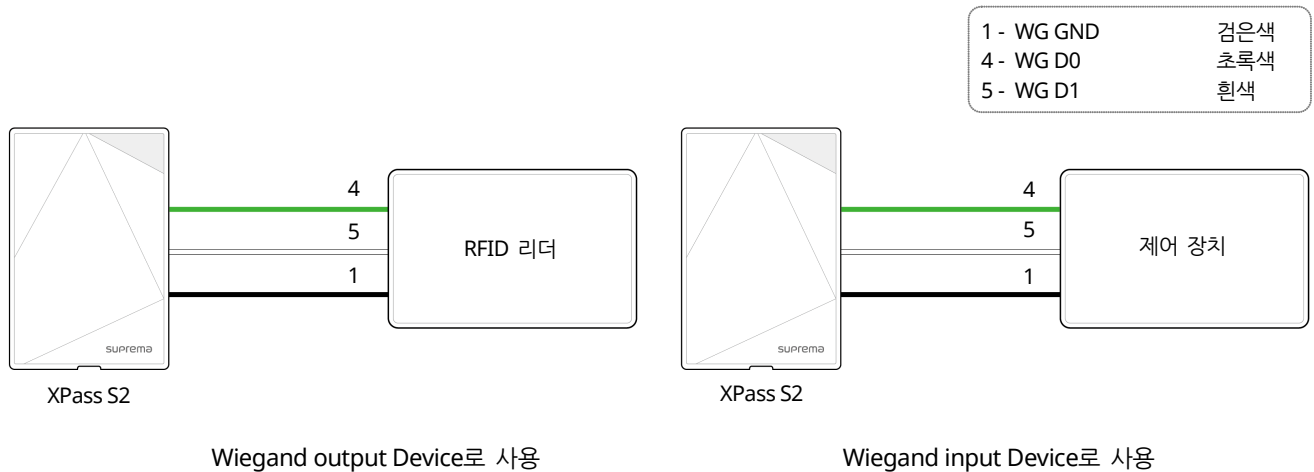 1 - WG GND 검은색
4 - WG D0 초록색
5 - WG D1 흰색
4
5
1
RFID 리더
suprema
XPass S2
Wiegand output Device로 사용
4
5
1
제어 장치
suprema
XPass S2
Wiegand input Device로 사용